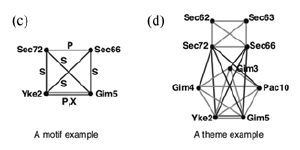 (c)
Sec72 P Sec66
S
S
S
S
Yke2 P,X Gim5
A motif example
(d)
Sec62 Sec63
Sec72 Sec66
Gim3
Gim4 Pac10
Yke2 Gim5
A theme example